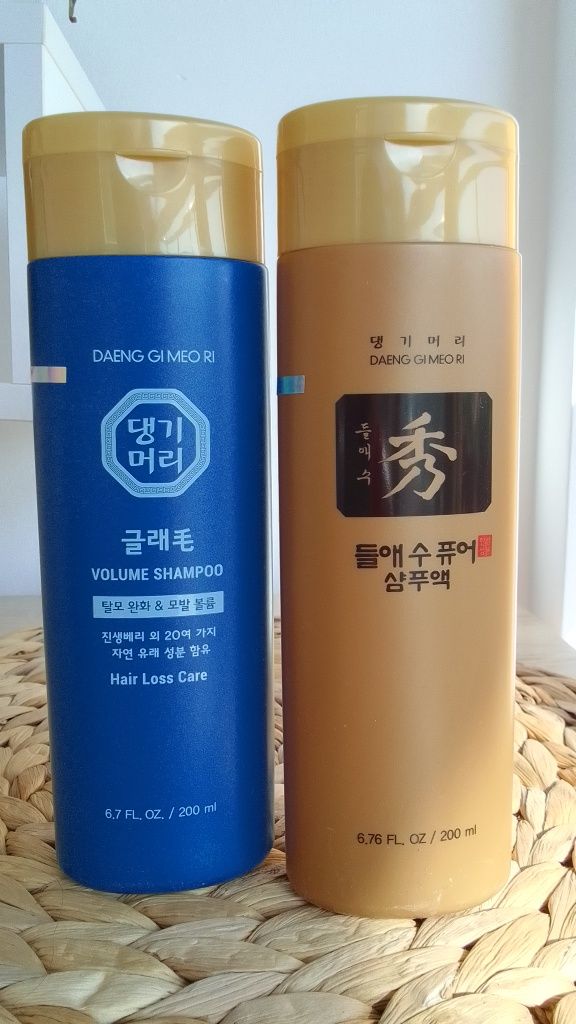 DAENG GI MEO RI
댕기
머리
글래毛
VOLUME SHAMPOO
탈모 완화 & 모발 볼륨
진생베리 외 20여 가지
자연 유래 성분 함유
Hair Loss Care
6.7 FL. OZ. / 200 ml
댕기머리
DAENG GI MEO RI
들애수
秀
들애 수 퓨어
샴푸액
6.76 FL. OZ / 200 ml